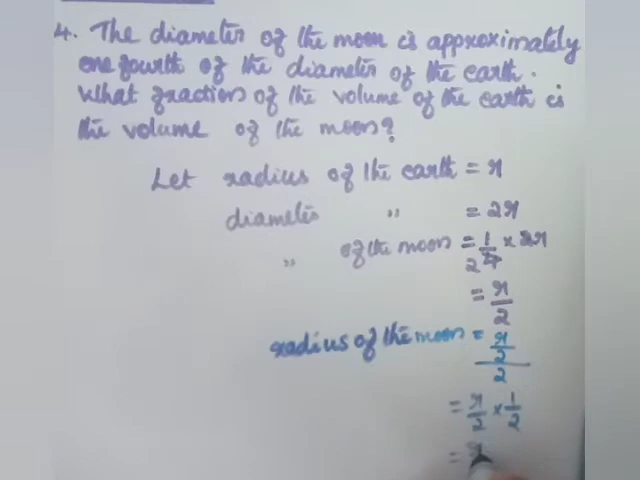 4. The diameter of the moon is approximately
one fourth of the diameter of the earth.
What fraction of the volume of the earth is
the volume of the moon?
Let radius of the earth = r
diameter " = 2r
" of the moon = 1/4 × 2r
2
= r/2
radius of the moon = r/2 / 2
= r/2 × 1/2
= r